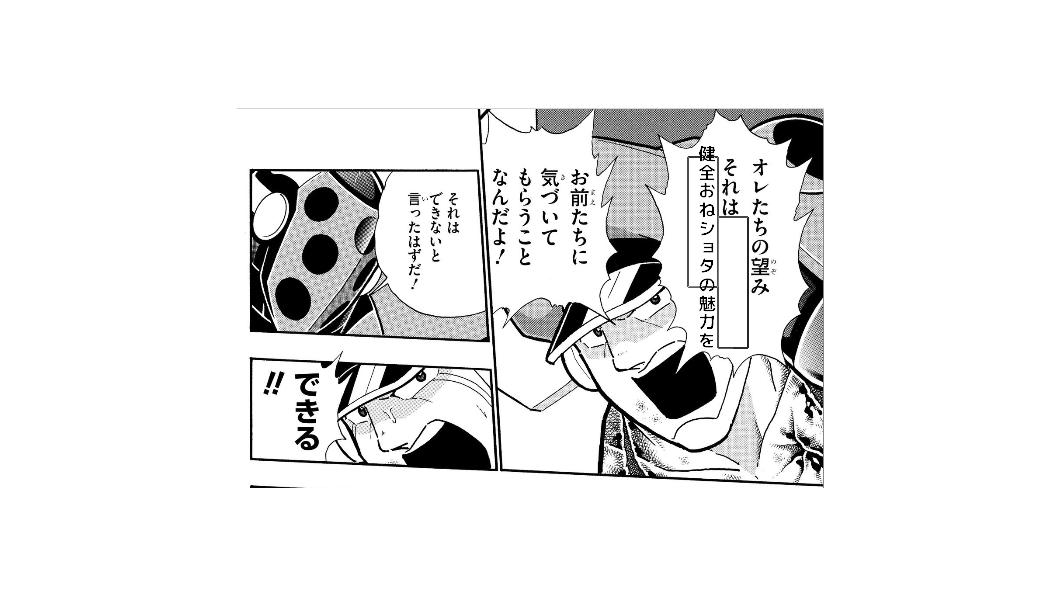 オレたちの望み
それは
健全おねショタの魅力を
お前たちに
気づいて
もらうこと
なんだよ！
それは
できないと
言ったはずだ！
できる
!!